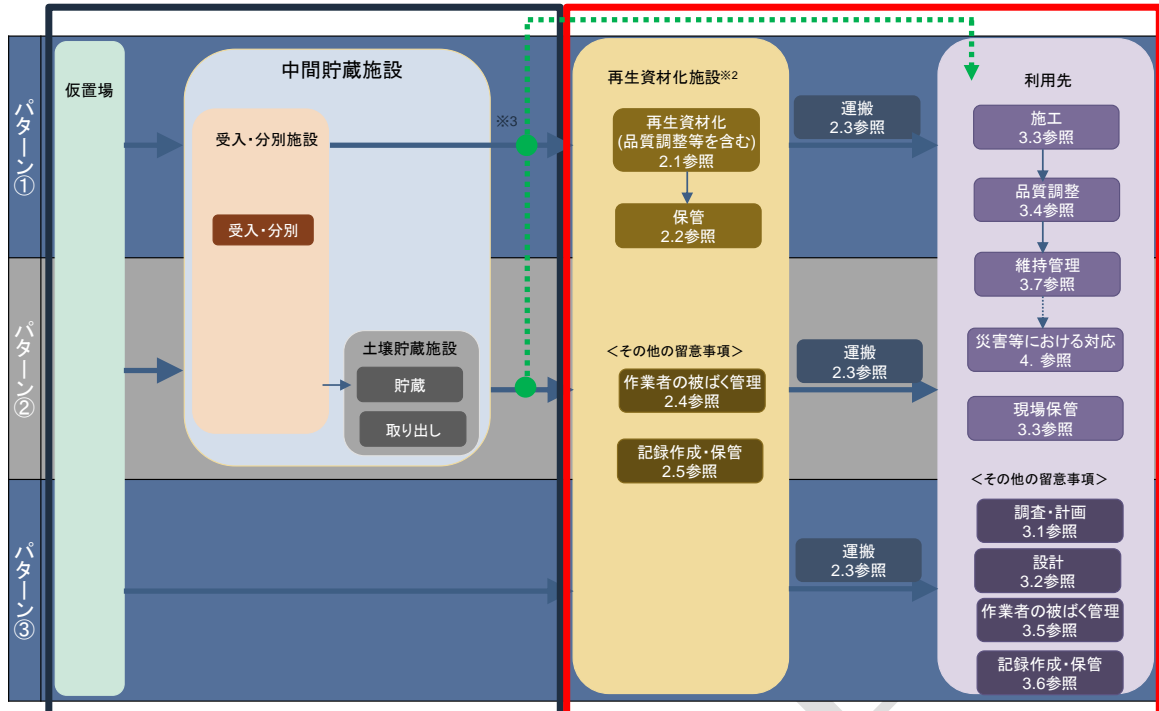 パターン①
パターン②
パターン③
仮置場
中間貯蔵施設
受入・分別施設
受入・分別
土壌貯蔵施設
貯蔵
取り出し
※3
再生資材化施設※2
再生資材化
(品質調整等を含む)
2.1参照
保管
2.2参照
<その他の留意事項>
作業者の被ばく管理
2.4参照
記録作成・保管
2.5参照
運搬
2.3参照
運搬
2.3参照
運搬
2.3参照
利用先
施工
3.3参照
品質調整
3.4参照
維持管理
3.7参照
災害等における対応
4. 参照
現場保管
3.3参照
<その他の留意事項>
調査・計画
3.1参照
設計
3.2参照
作業者の被ばく管理
3.5参照
記録作成・保管
3.6参照